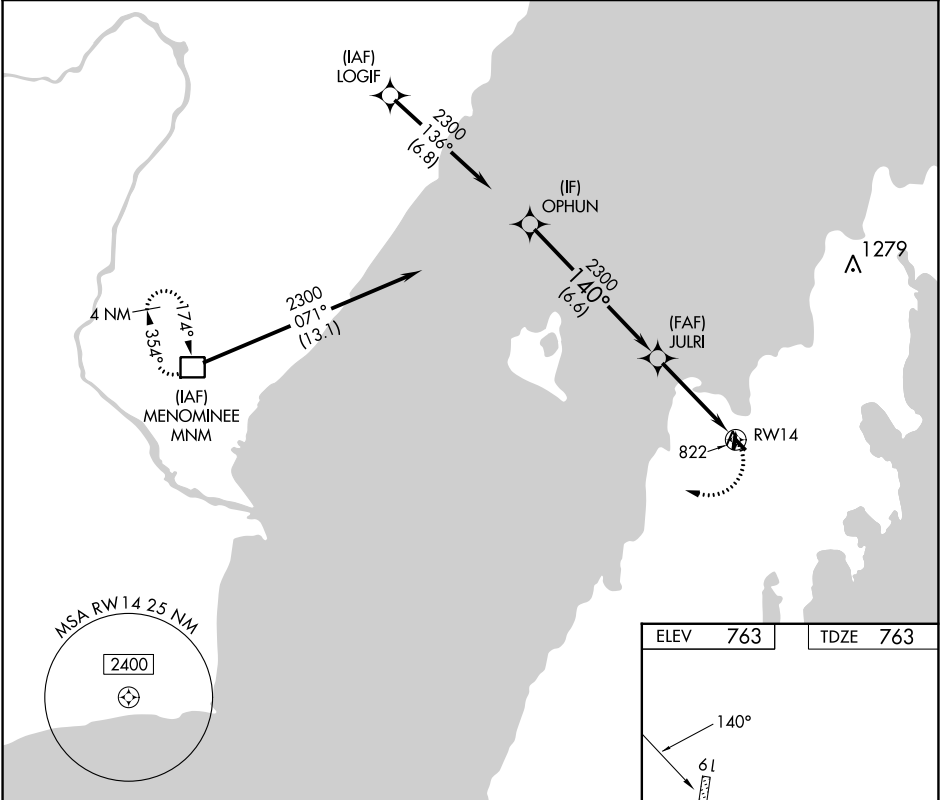 (IAF)
LOGIF
2300
136°
(6.8)
(IF)
OPHUN
1279
2300
140°
(6.6)
2300
071°
(13.1)
4 NM
174°
354°
(FAF)
JULRI
(IAF)
MENOMINEE
MNM
822
RW14
MSA RW14 25 NM
2400
ELEV 763
TDZE 763
140°
19